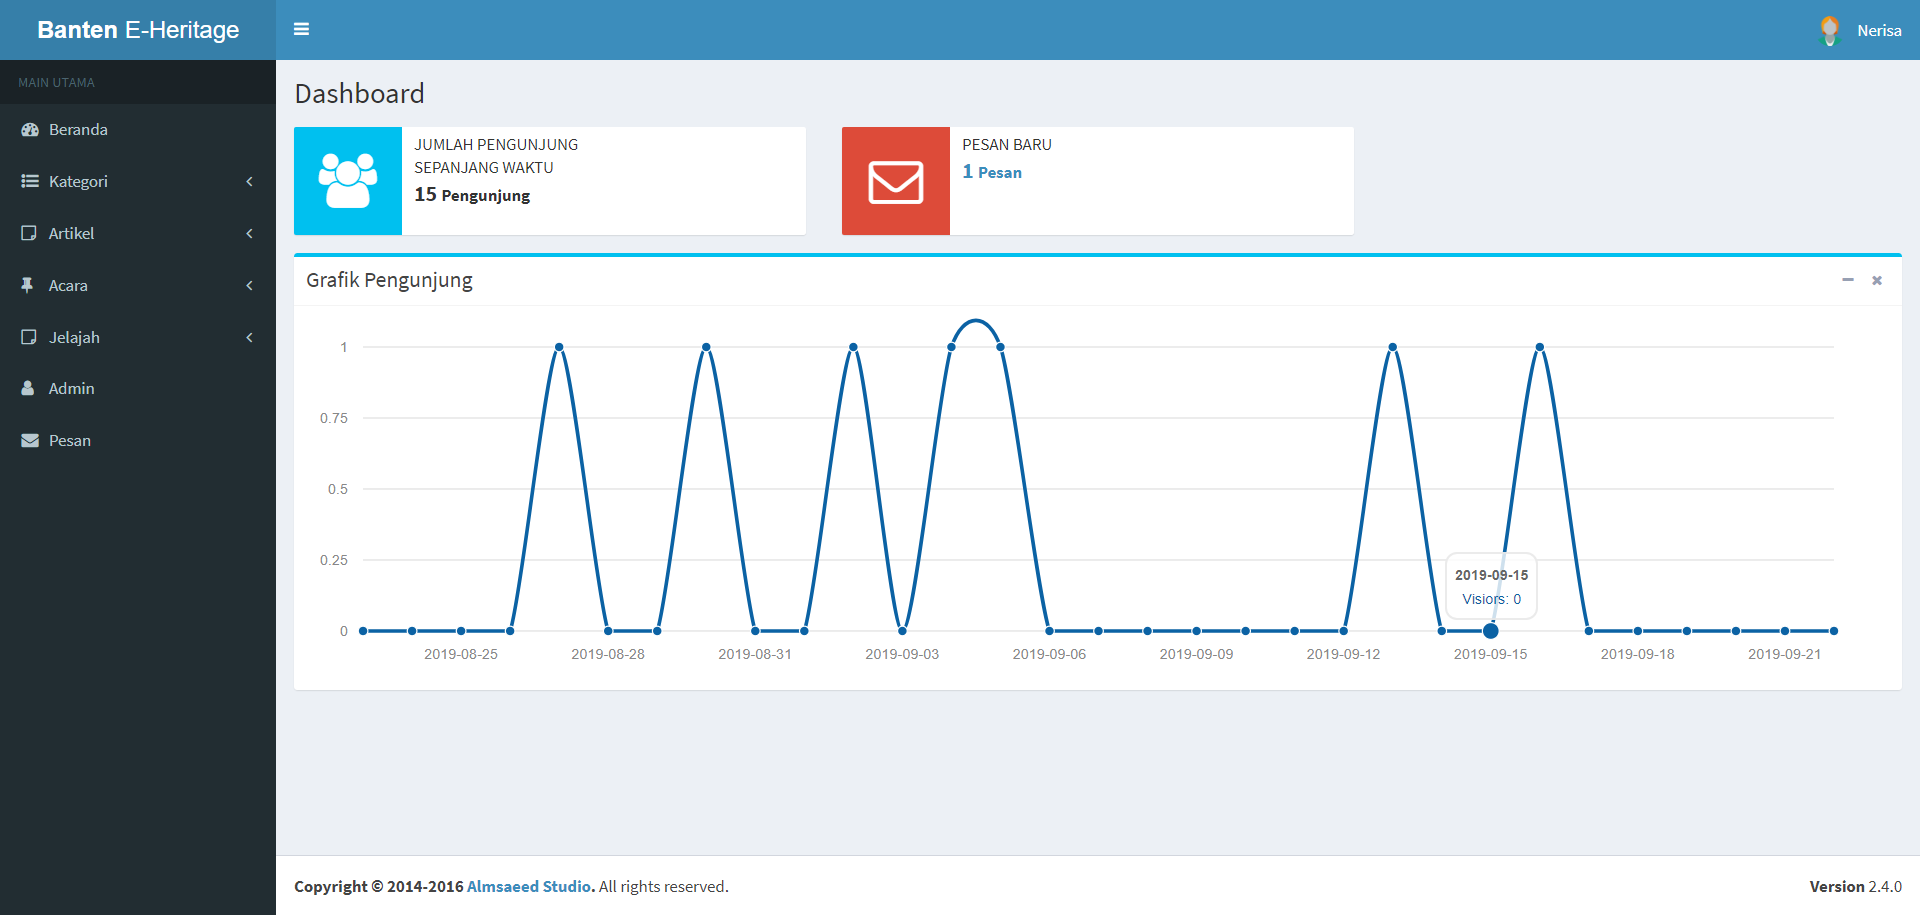 Banten E-Heritage
Nerisa
MAIN UTAMA
Beranda
Kategori
Artikel
Acara
Jelajah
Admin
Pesan
Dashboard
JUMLAH PENGUNJUNG
SEPANJANG WAKTU
15 Pengunjung
PESAN BARU
1 Pesan
Grafik Pengunjung
1
0.75
0.5
0.25
0
2019-09-15
Visiors: 0
2019-08-25 2019-08-28 2019-08-31 2019-09-03 2019-09-06 2019-09-09 2019-09-12 2019-09-15 2019-09-18 2019-09-21
Copyright © 2014-2016 Almsaeed Studio. All rights reserved.
Version 2.4.0